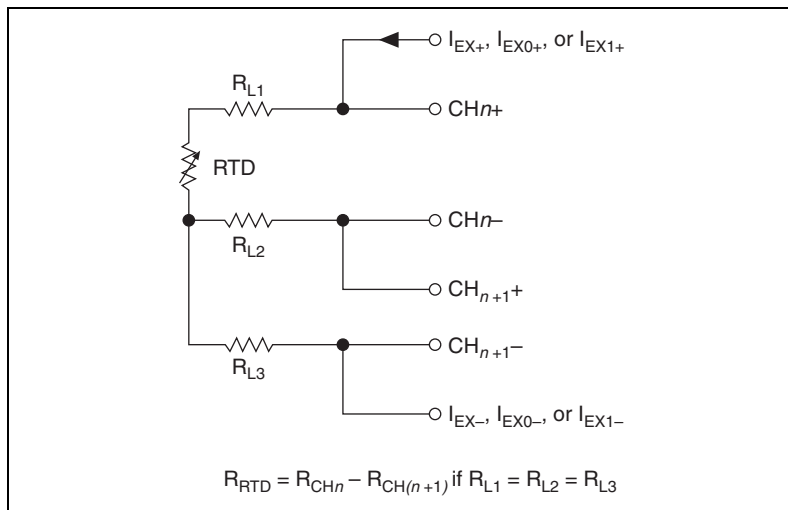 I_EX+, I_EX0+, or I_EX1+
R_L1
CHn+
RTD
CHn–
R_L2
CH_n+1+
CH_n+1–
R_L3
I_EX–, I_EX0–, or I_EX1–
R_RTD = R_CHn – R_CH(n+1) if R_L1 = R_L2 = R_L3